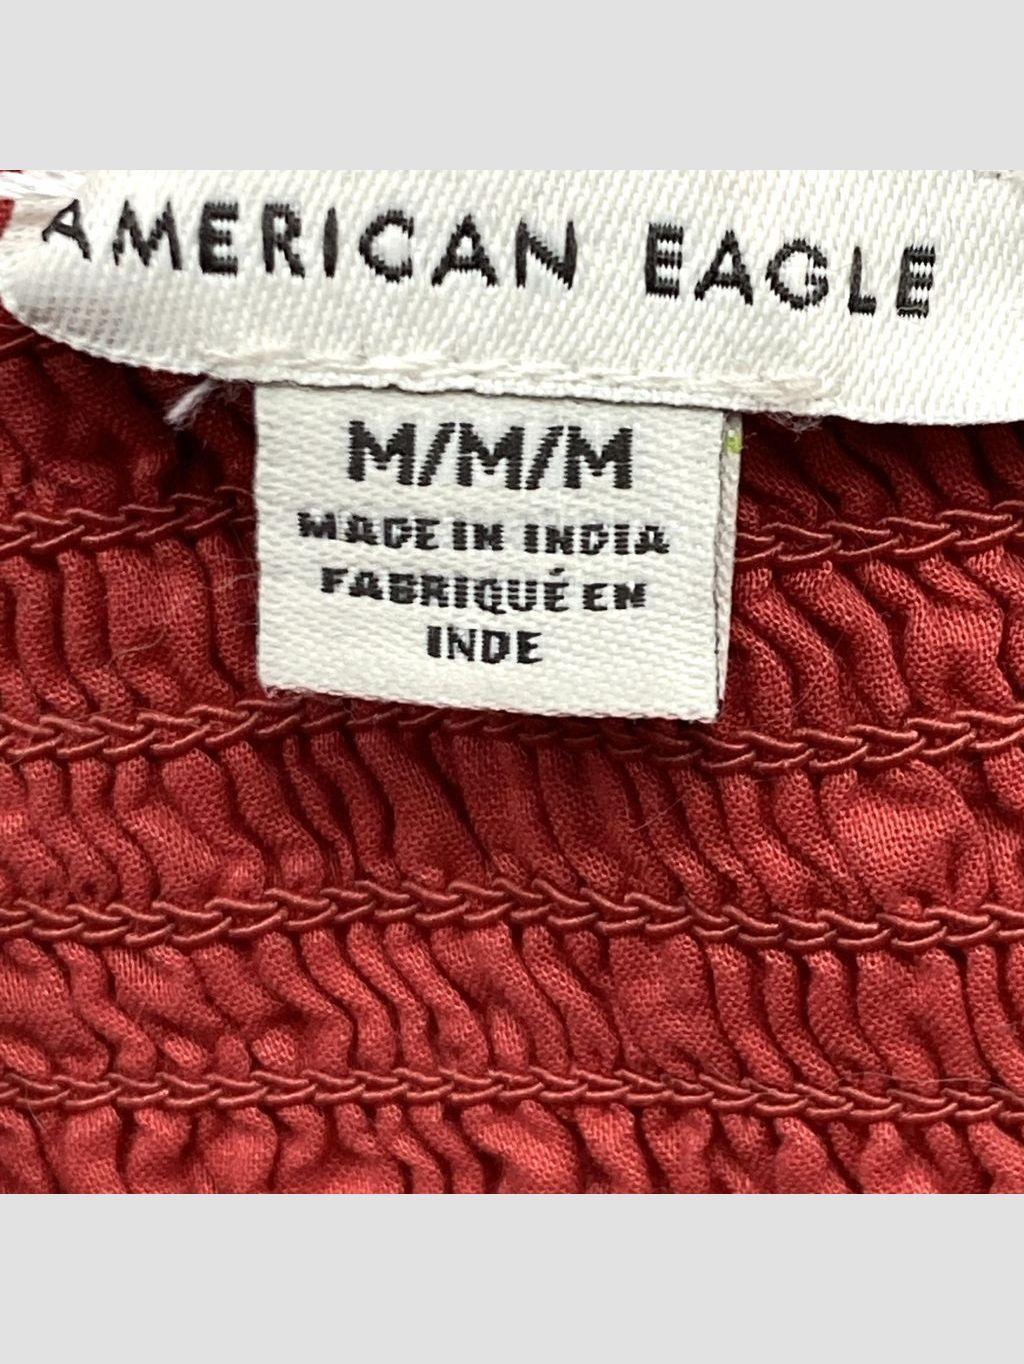 AMERICAN EAGLE
M/M/M
MADE IN INDIA
FABRIQUÉ EN
INDE